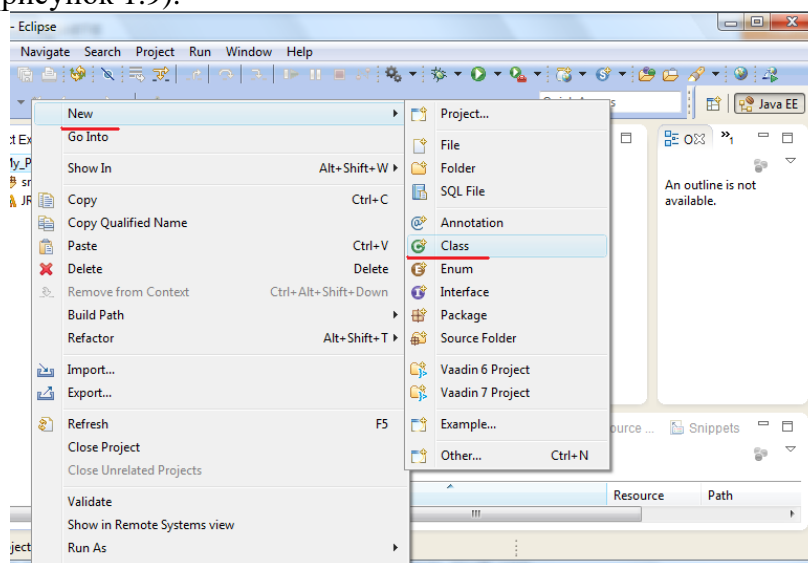 рисунок 1.9).
- Eclipse
Navigate Search Project Run Window Help
Java EE
New
Go Into
Show In Alt+Shift+W
Copy Ctrl+C
Copy Qualified Name
Paste Ctrl+V
Delete Delete
Remove from Context Ctrl+Alt+Shift+Down
Build Path
Refactor Alt+Shift+T
Import...
Export...
Refresh F5
Close Project
Close Unrelated Projects
Validate
Show in Remote Systems view
Run As
Project...
File
Folder
SQL File
Annotation
Class
Enum
Interface
Package
Source Folder
Vaadin 6 Project
Vaadin 7 Project
Example...
Other... Ctrl+N
An outline is not
available.
Snippets
Resource Path